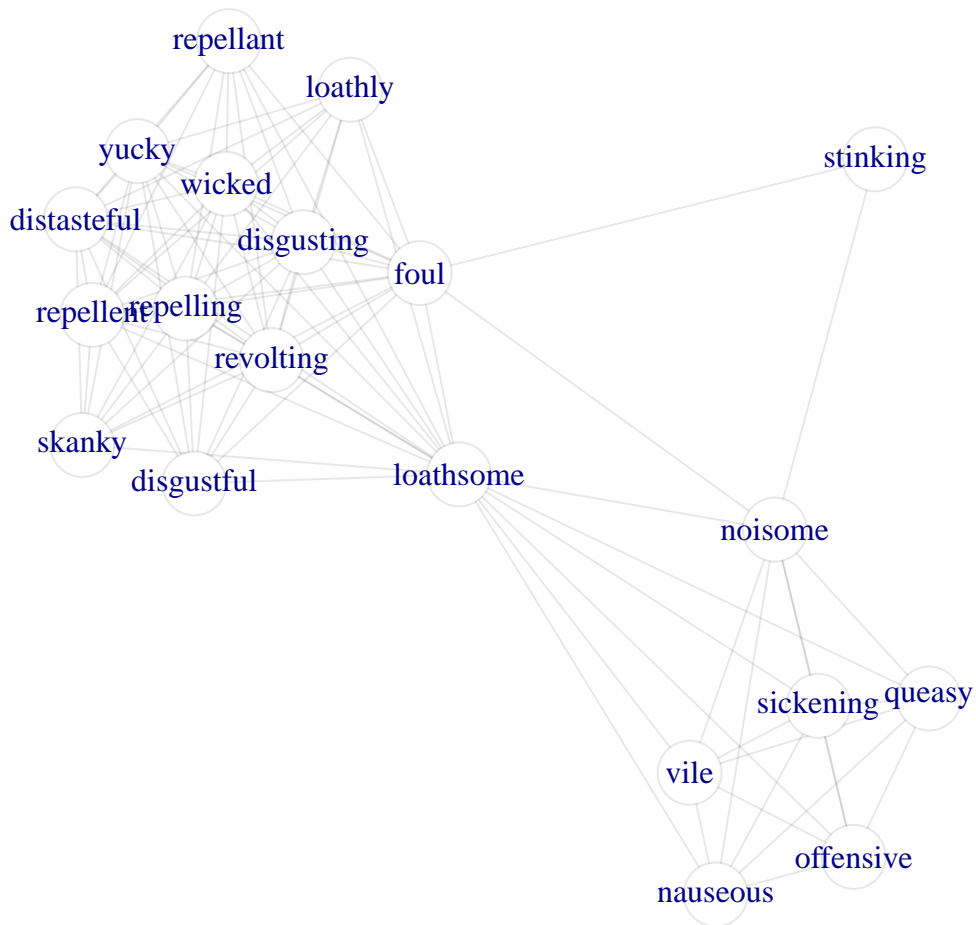 repellant
loathly
yucky
stinking
wicked
distasteful
disgusting
foul
repellent
repelling
revolting
skanky
loathsome
disgustful
noisome
sickening
queasy
vile
offensive
nauseous